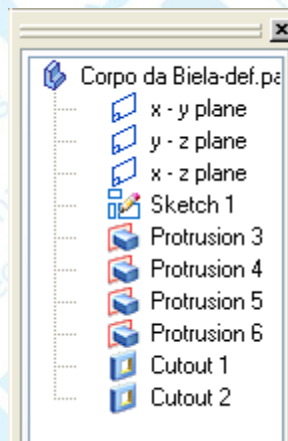 Corpo da Biela-def.pa
x - y plane
y - z plane
x - z plane
Sketch 1
Protrusion 3
Protrusion 4
Protrusion 5
Protrusion 6
Cutout 1
Cutout 2